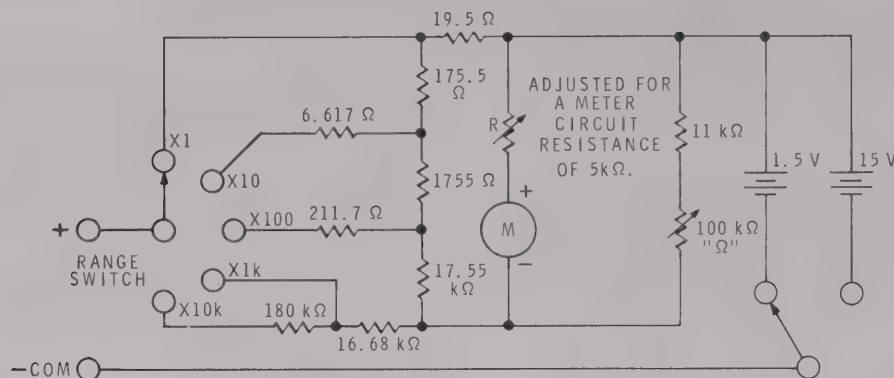 19.5 Ω
175.5
Ω
6.617 Ω
X1
X10
R
ADJUSTED FOR
A METER
CIRCUIT
RESISTANCE
OF 5kΩ.
11 kΩ
1.5 V
15 V
+
1755 Ω
+
RANGE
SWITCH
X100
211.7 Ω
M
100 kΩ
"Ω"
X1k
−
17.55
kΩ
X10k
180 kΩ
16.68 kΩ
−COM